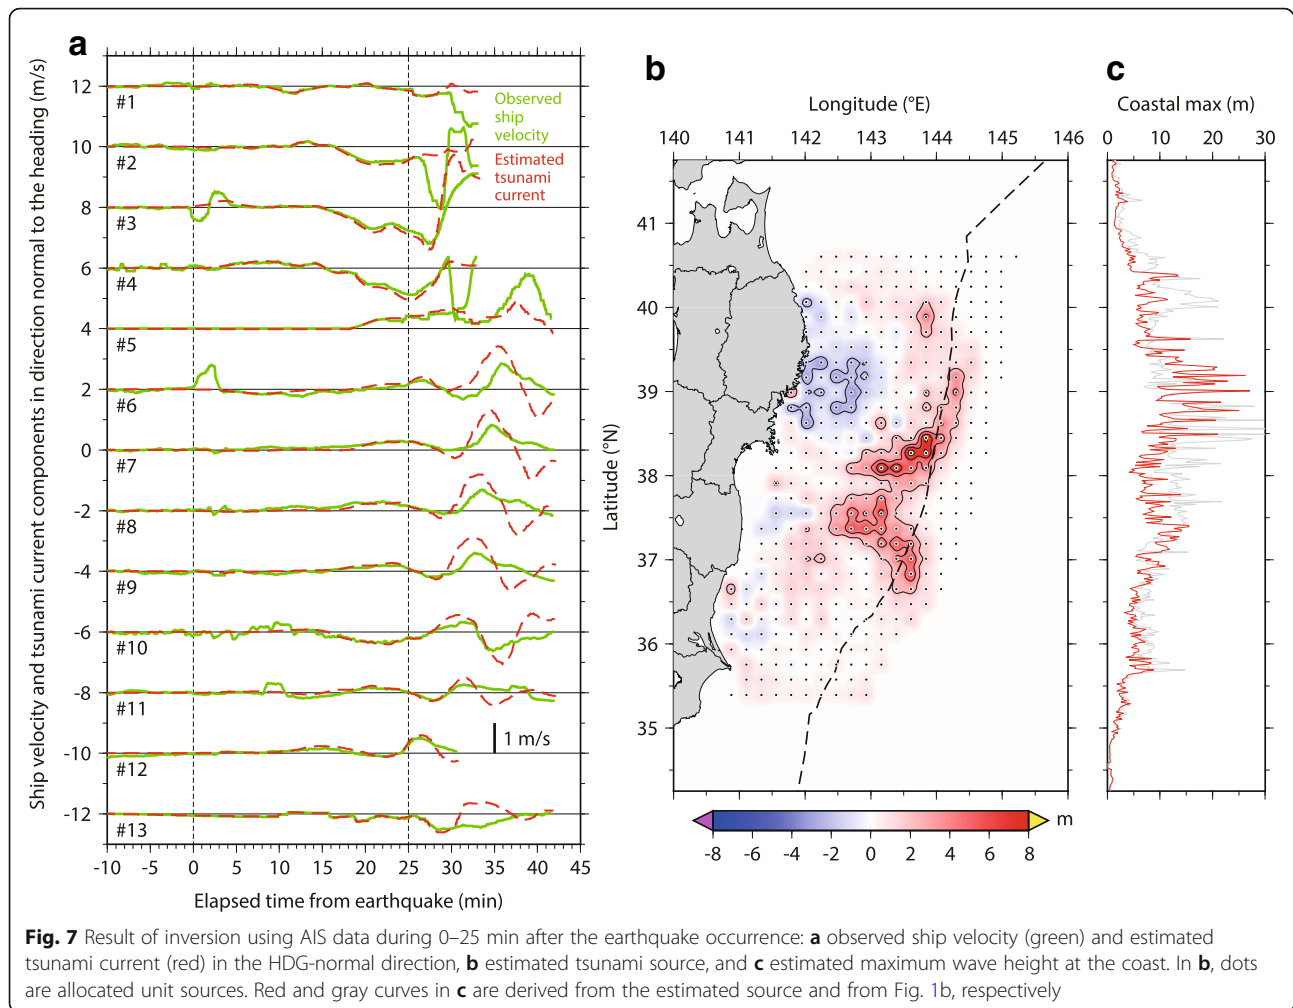 a
Ship velocity and tsunami current components in direction normal to the heading (m/s)
12
10
8
6
4
2
0
-2
-4
-6
-8
-10
-12
#1
#2
#3
#4
#5
#6
#7
#8
#9
#10
#11
#12
#13
Observed
ship
velocity
Estimated
tsunami
current
1 m/s
-10 -5 0 5 10 15 20 25 30 35 40 45
Elapsed time from earthquake (min)
b
Longitude (°E)
140 141 142 143 144 145 146
Latitude (°N)
41
40
39
38
37
36
35
-8 -6 -4 -2 0 2 4 6 8
m
c
Coastal max (m)
0 10 20 30
Fig. 7 Result of inversion using AIS data during 0–25 min after the earthquake occurrence: a observed ship velocity (green) and estimated
tsunami current (red) in the HDG-normal direction, b estimated tsunami source, and c estimated maximum wave height at the coast. In b, dots
are allocated unit sources. Red and gray curves in c are derived from the estimated source and from Fig. 1b, respectively